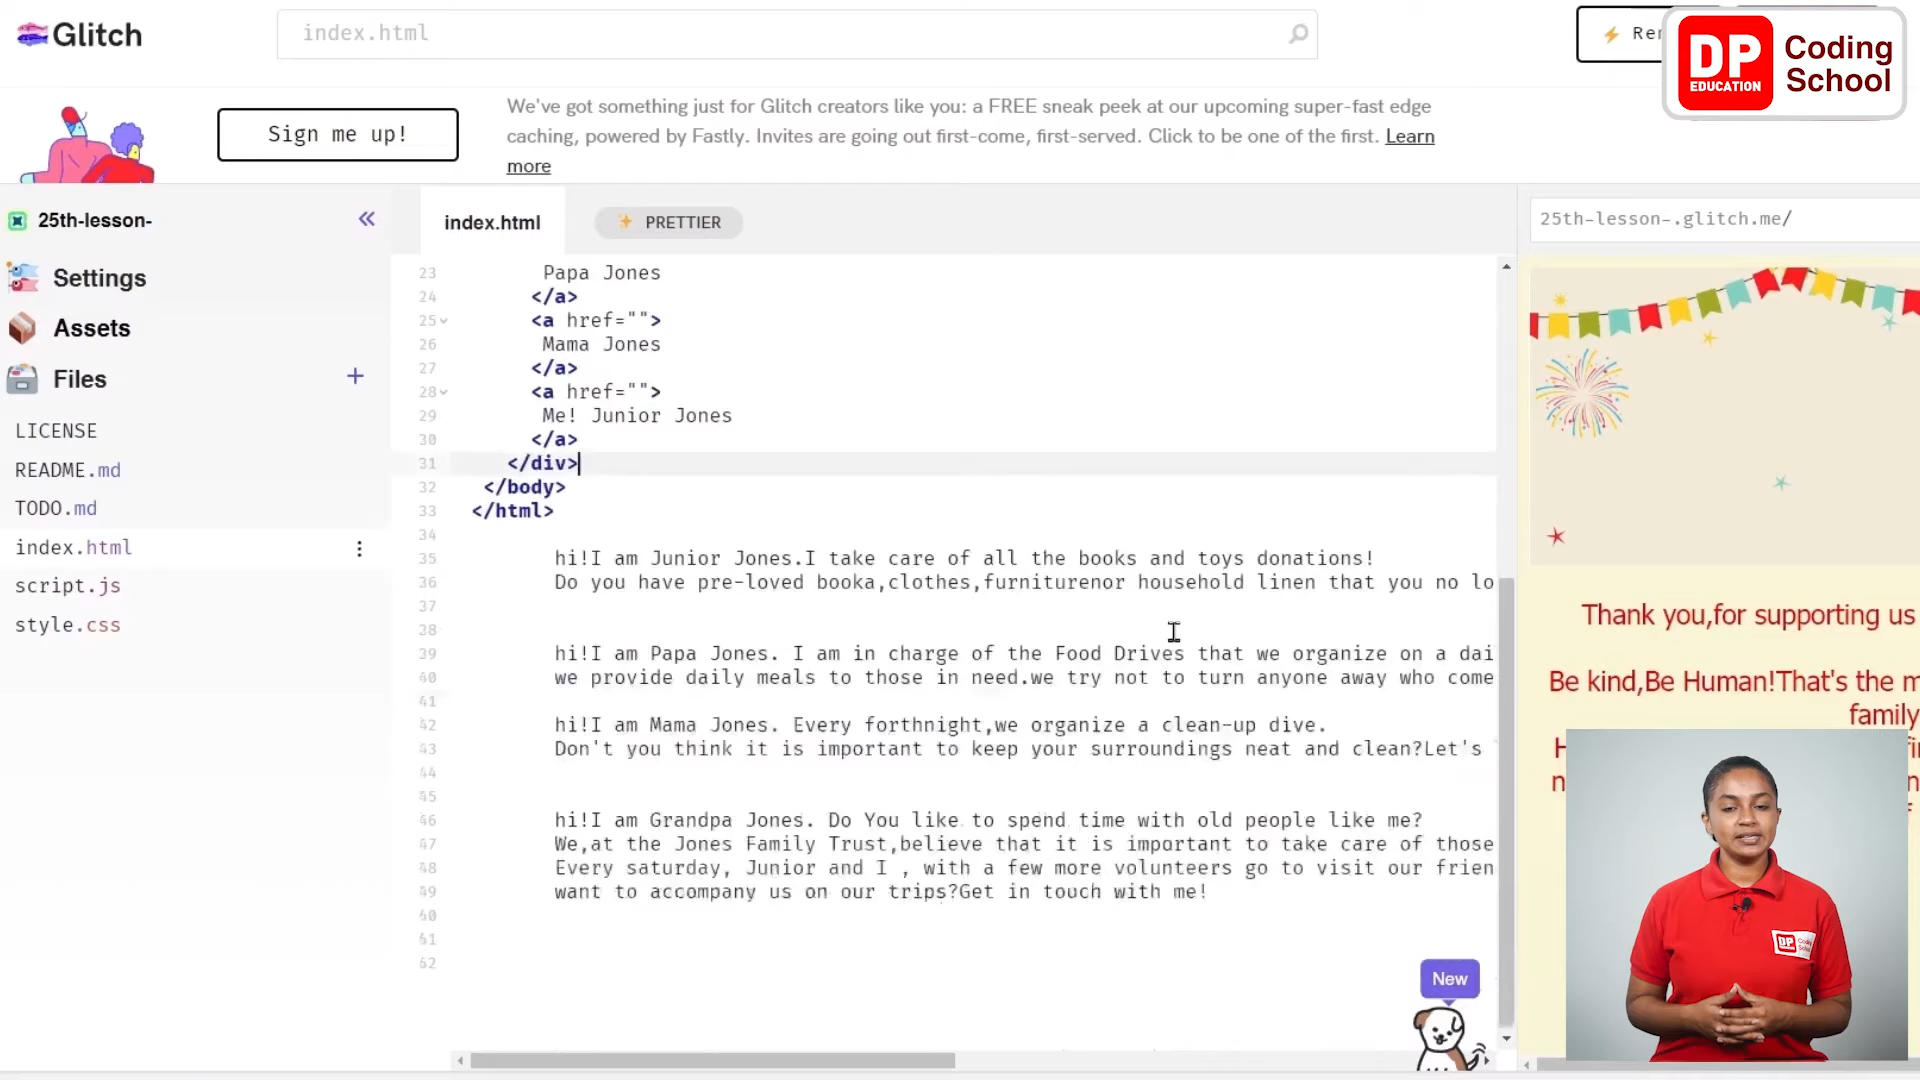 Glitch
index.html
DP
EDUCATION
Coding
School
Sign me up!
We've got something just for Glitch creators like you: a FREE sneak peek at our upcoming super-fast edge
caching, powered by Fastly. Invites are going out first-come, first-served. Click to be one of the first. Learn
more
25th-lesson-
index.html
PRETTIER
25th-lesson-.glitch.me/
Settings
Assets
Files
LICENSE
README.md
TODO.md
index.html
script.js
style.css
23 Papa Jones
24 </a>
25 <a href="">
26 Mama Jones
27 </a>
28 <a href="">
29 Me! Junior Jones
30 </a>
31 </div>
32 </body>
33 </html>
34
35 hi!I am Junior Jones.I take care of all the books and toys donations!
36 Do you have pre-loved booka,clothes,furniturenor household linen that you no lo
37
38
39 hi!I am Papa Jones. I am in charge of the Food Drives that we organize on a dai
40 we provide daily meals to those in need.we try not to turn anyone away who come
41
42 hi!I am Mama Jones. Every forthnight,we organize a clean-up dive.
43 Don't you think it is important to keep your surroundings neat and clean?Let's
44
45
46 hi!I am Grandpa Jones. Do You like to spend time with old people like me?
47 We,at the Jones Family Trust,believe that it is important to take care of those
48 Every saturday, Junior and I , with a few more volunteers go to visit our frien
49 want to accompany us on our trips?Get in touch with me!
Thank you,for supporting us
Be kind,Be Human!That's the m
family
New
DP